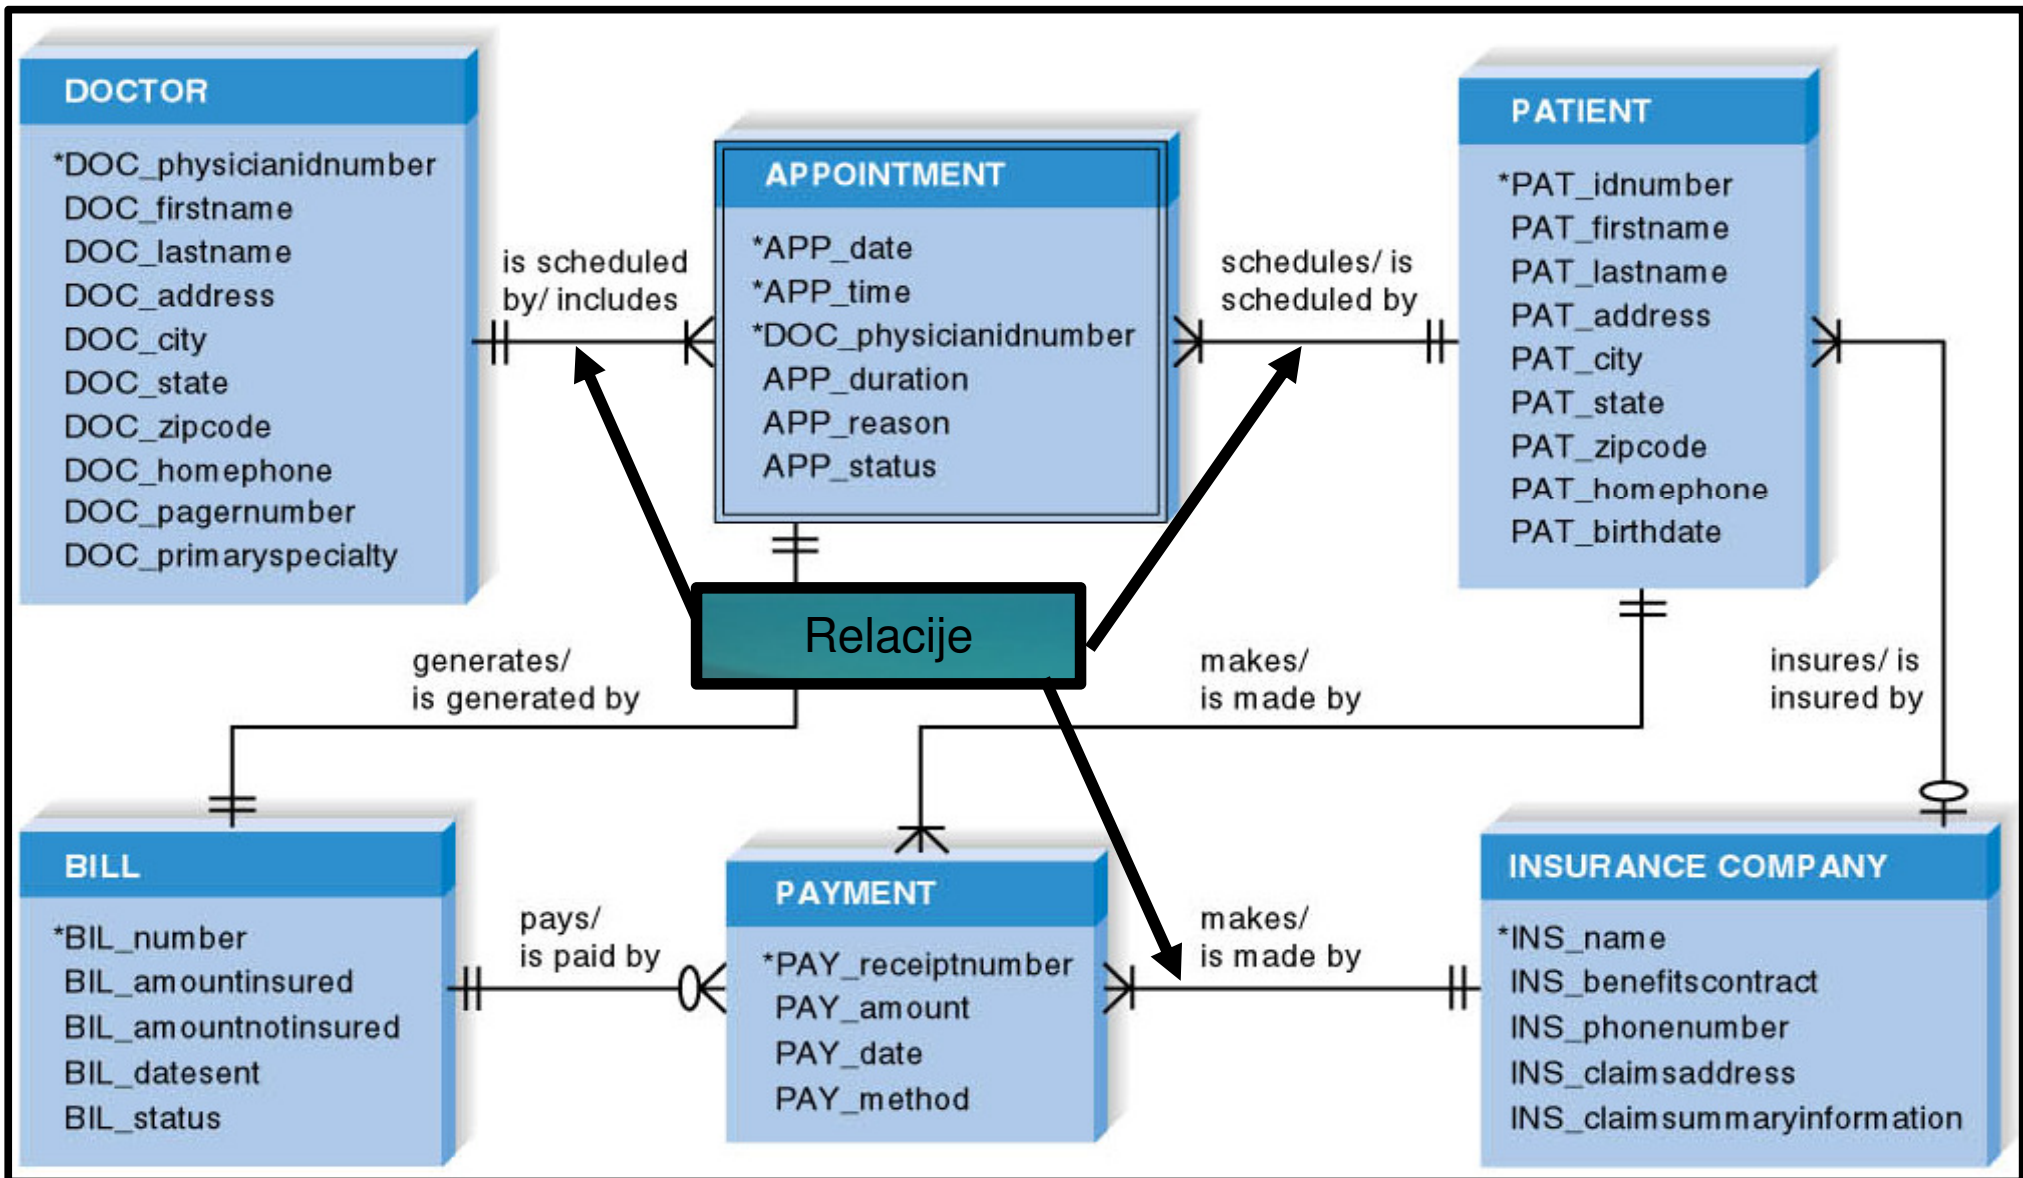 DOCTOR
*DOC_physicianidnumber
DOC_firstname
DOC_lastname
DOC_address
DOC_city
DOC_state
DOC_zipcode
DOC_homephone
DOC_pagernumber
DOC_primaryspecialty
is scheduled
by/ includes
APPOINTMENT
*APP_date
*APP_time
*DOC_physicianidnumber
APP_duration
APP_reason
APP_status
schedules/ is
scheduled by
PATIENT
*PAT_idnumber
PAT_firstname
PAT_lastname
PAT_address
PAT_city
PAT_state
PAT_zipcode
PAT_homephone
PAT_birthdate
Relacije
generates/
is generated by
makes/
is made by
insures/ is
insured by
BILL
*BIL_number
BIL_amountinsured
BIL_amountnotinsured
BIL_datesent
BIL_status
pays/
is paid by
PAYMENT
*PAY_receiptnumber
PAY_amount
PAY_date
PAY_method
makes/
is made by
INSURANCE COMPANY
*INS_name
INS_benefitscontract
INS_phonenumber
INS_claimsaddress
INS_claimsummaryinformation